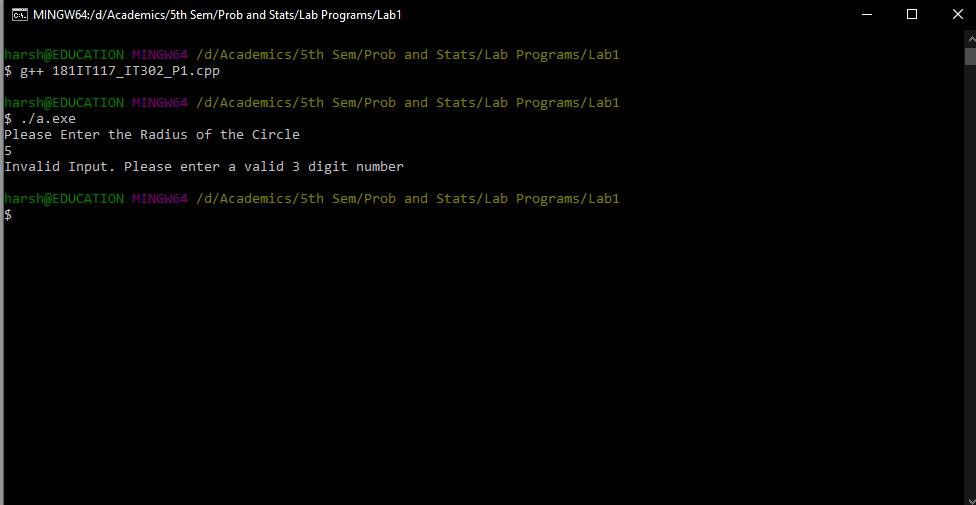 MINGW64:/d/Academics/5th Sem/Prob and Stats/Lab Programs/Lab1
harsh@EDUCATION MINGW64 /d/Academics/5th Sem/Prob and Stats/Lab Programs/Lab1
$ g++ 181IT117_IT302_P1.cpp
harsh@EDUCATION MINGW64 /d/Academics/5th Sem/Prob and Stats/Lab Programs/Lab1
$ ./a.exe
Please Enter the Radius of the Circle
5
Invalid Input. Please enter a valid 3 digit number
harsh@EDUCATION MINGW64 /d/Academics/5th Sem/Prob and Stats/Lab Programs/Lab1
$